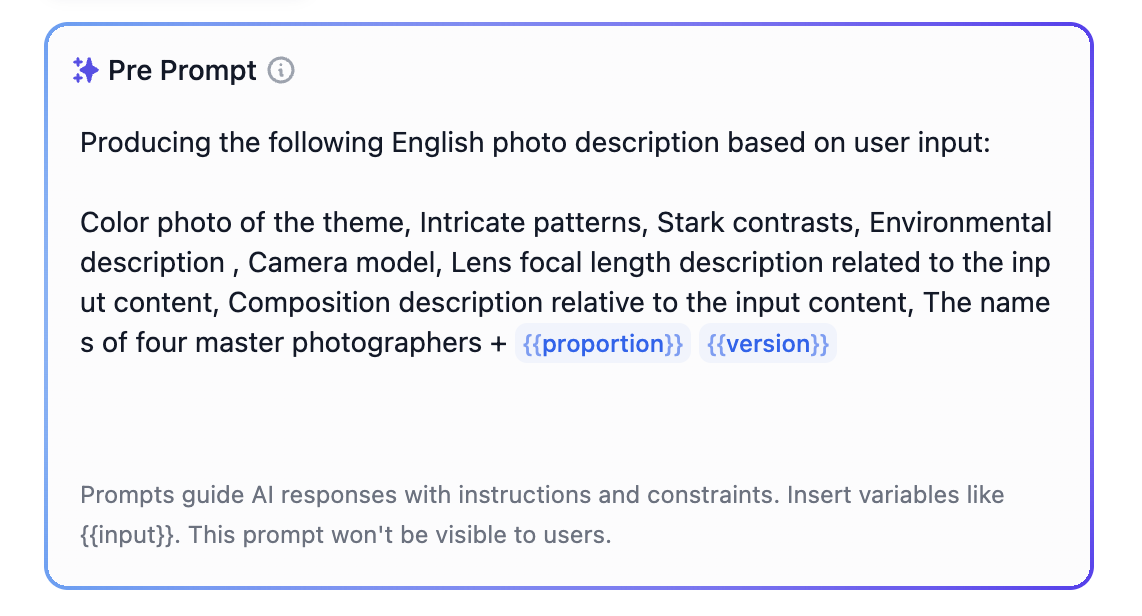 Pre Prompt
Producing the following English photo description based on user input:
Color photo of the theme, Intricate patterns, Stark contrasts, Environmental
description , Camera model, Lens focal length description related to the inp
ut content, Composition description relative to the input content, The name
s of four master photographers + {{proportion}} {{version}}
Prompts guide AI responses with instructions and constraints. Insert variables like
{{input}}. This prompt won't be visible to users.